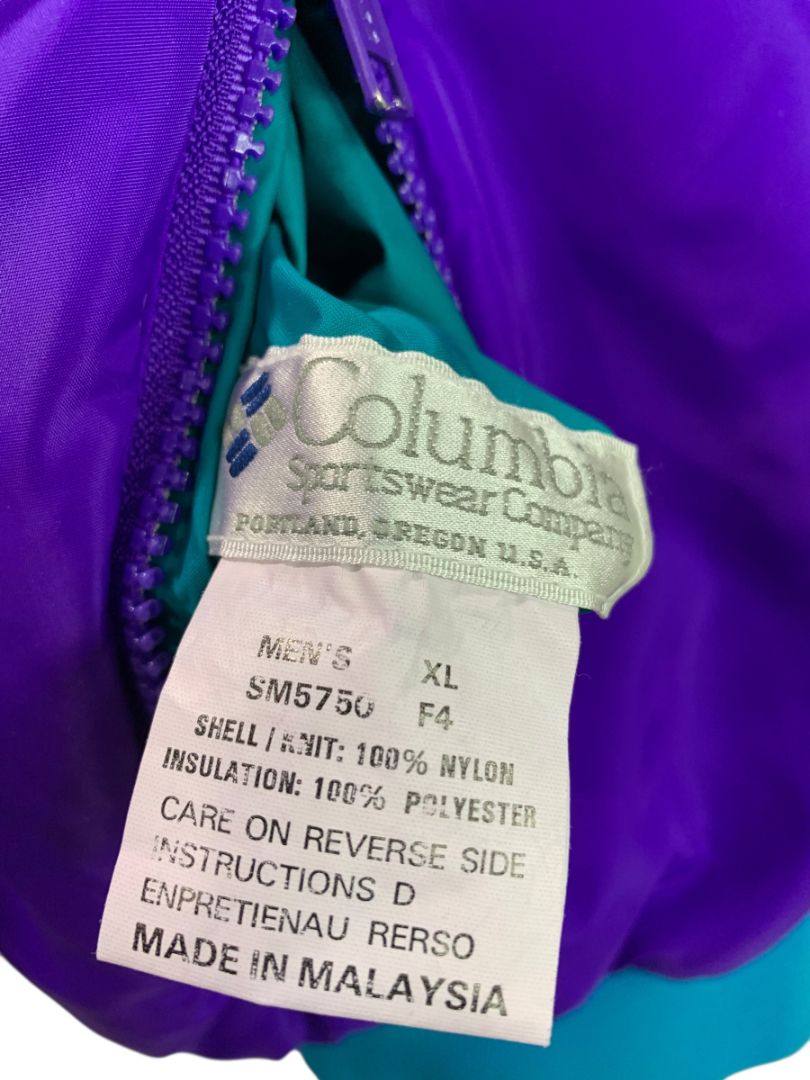 Columbia
Sportswear Company
PORTLAND, OREGON U.S.A.
MEN'S XL
SM5750 F4
SHELL / KNIT: 100% NYLON
INSULATION: 100% POLYESTER
CARE ON REVERSE SIDE
INSTRUCTIONS D
ENPRETIENAU RERSO
MADE IN MALAYSIA